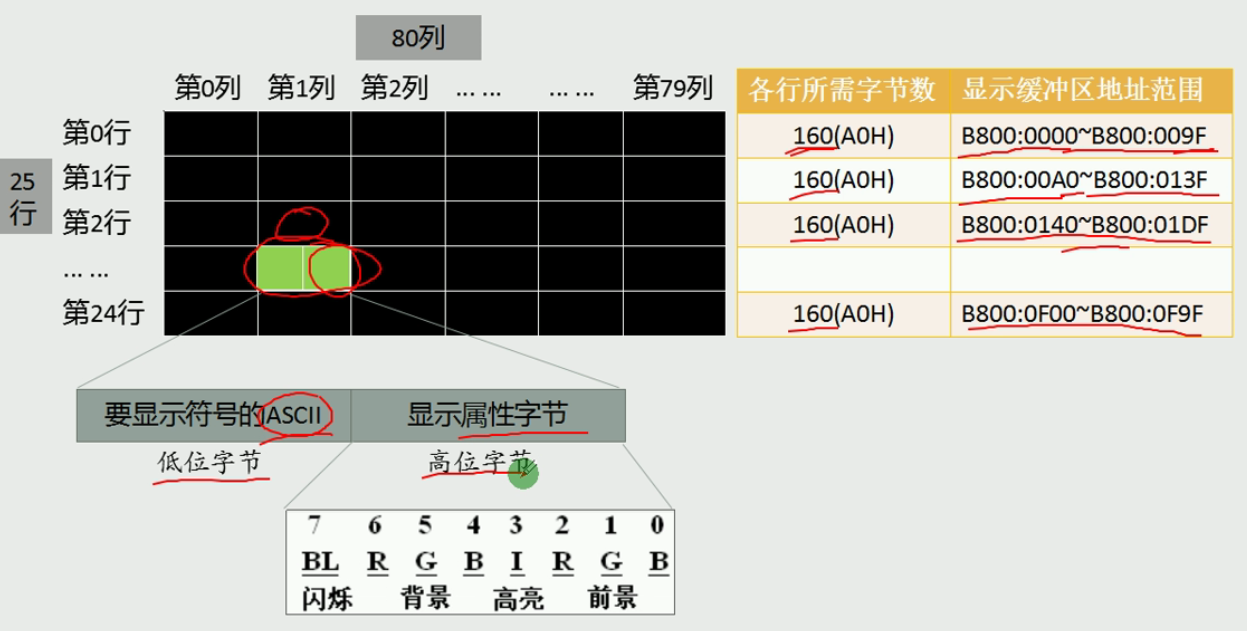 80列
第0列 第1列 第2列 … … … … 第79列
各行所需字节数 显示缓冲区地址范围
第0行 160(A0H) B800:0000~B800:009F
25
行
第1行 160(A0H) B800:00A0~B800:013F
第2行 160(A0H) B800:0140~B800:01DF
… …
第24行 160(A0H) B800:0F00~B800:0F9F
要显示符号的ASCII 显示属性字节
低位字节 高位字节
7 6 5 4 3 2 1 0
BL R G B I R G B
闪烁 背景 高亮 前景